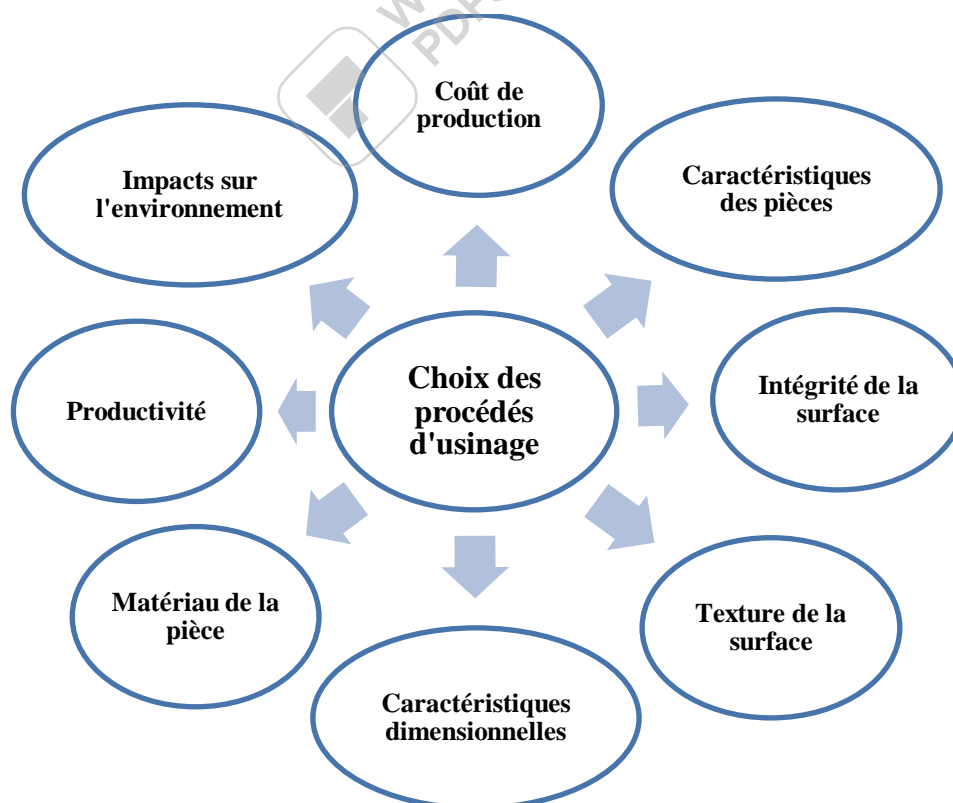 Coût de
production
Caractéristiques
des pièces
Intégrité de la
surface
Texture de la
surface
Caractéristiques
dimensionnelles
Matériau de la
pièce
Productivité
Impacts sur
l'environnement
Choix des
procédés
d'usinage